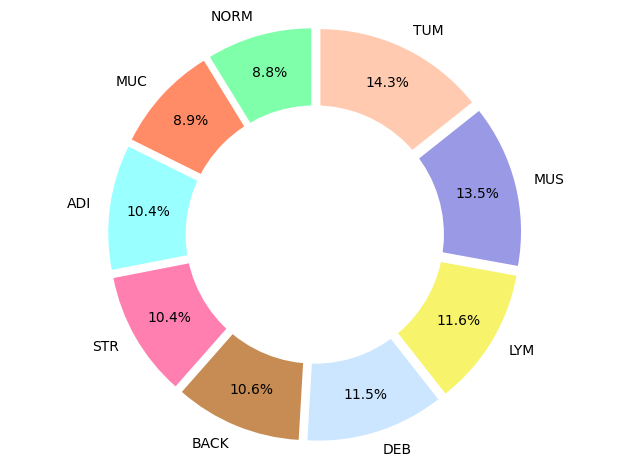 NORM
8.8%
TUM
14.3%
MUS
13.5%
LYM
11.6%
DEB
11.5%
BACK
10.6%
STR
10.4%
ADI
10.4%
MUC
8.9%